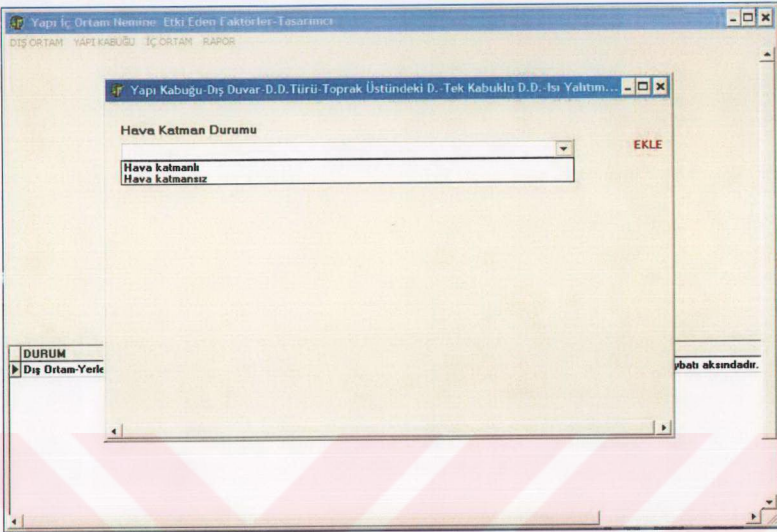 Yapı İç Ortam Nemine Etki Eden Faktörler-Tasarımcı
DIŞ ORTAM YAPI KABUĞU İÇ ORTAM RAPOR
Yapı Kabuğu-Dış Duvar-D.D.Türü-Toprak Üstündeki D.-Tek Kabuklu D.D.-Isı Yalıtım...
Hava Katman Durumu
EKLE
Hava katmanlı
Hava katmansız
DURUM
Dış Ortam-Yerle
ybatı aksındadır.